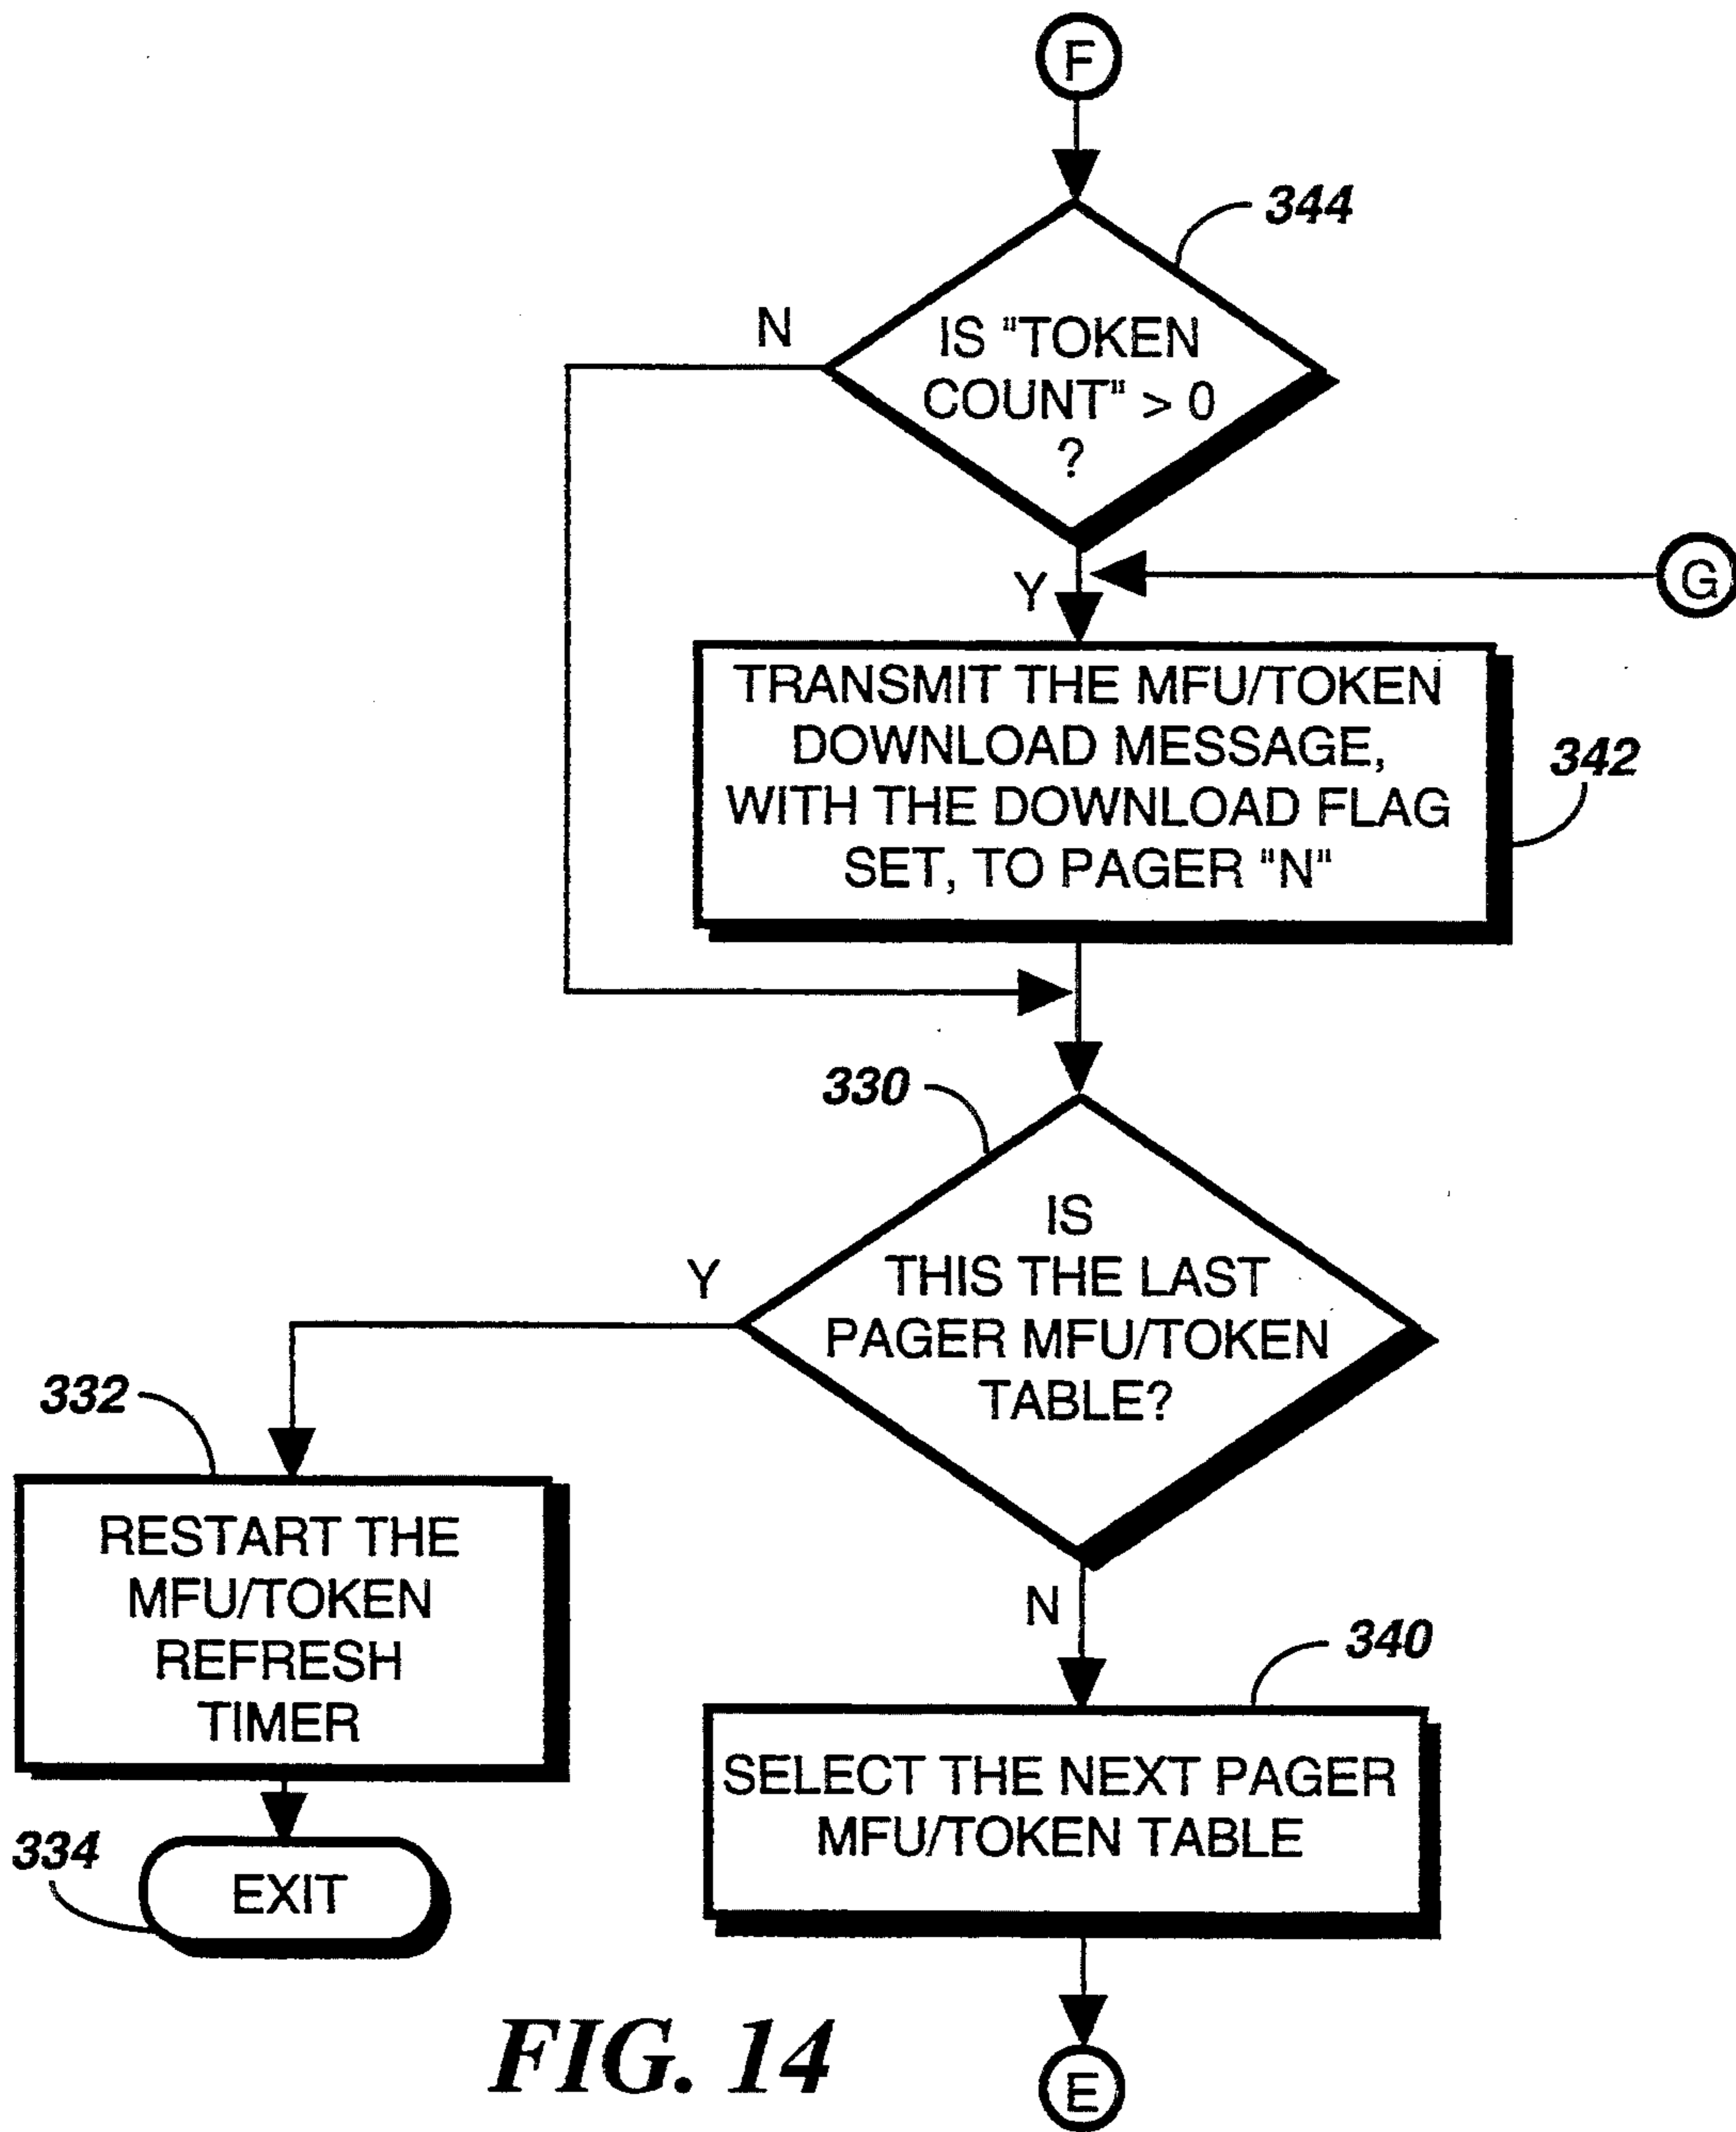 F
344
N
IS "TOKEN
COUNT" > 0
?
Y
G
TRANSMIT THE MFU/TOKEN
DOWNLOAD MESSAGE,
WITH THE DOWNLOAD FLAG
SET, TO PAGER "N"
342
330
IS
THIS THE LAST
PAGER MFU/TOKEN
TABLE?
Y
332
RESTART THE
MFU/TOKEN
REFRESH
TIMER
N
340
SELECT THE NEXT PAGER
MFU/TOKEN TABLE
334
EXIT
FIG. 14
E